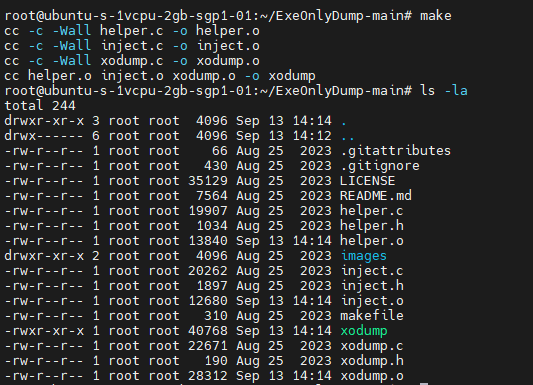 root@ubuntu-s-1vcpu-2gb-sgp1-01:~/ExeOnlyDump-main# make
cc -c -Wall helper.c -o helper.o
cc -c -Wall inject.c -o inject.o
cc -c -Wall xodump.c -o xodump.o
cc helper.o inject.o xodump.o -o xodump
root@ubuntu-s-1vcpu-2gb-sgp1-01:~/ExeOnlyDump-main# ls -la
total 244
drwxr-xr-x 3 root root  4096 Sep 13 14:14 .
drwx------ 6 root root  4096 Sep 13 14:12 ..
-rw-r--r-- 1 root root    66 Aug 25  2023 .gitattributes
-rw-r--r-- 1 root root   430 Aug 25  2023 .gitignore
-rw-r--r-- 1 root root 35129 Aug 25  2023 LICENSE
-rw-r--r-- 1 root root  7564 Aug 25  2023 README.md
-rw-r--r-- 1 root root 19907 Aug 25  2023 helper.c
-rw-r--r-- 1 root root  1034 Aug 25  2023 helper.h
-rw-r--r-- 1 root root 13840 Sep 13 14:14 helper.o
drwxr-xr-x 2 root root  4096 Aug 25  2023 images
-rw-r--r-- 1 root root 20262 Aug 25  2023 inject.c
-rw-r--r-- 1 root root  1897 Aug 25  2023 inject.h
-rw-r--r-- 1 root root 12680 Sep 13 14:14 inject.o
-rw-r--r-- 1 root root   310 Aug 25  2023 makefile
-rwxr-xr-x 1 root root 40768 Sep 13 14:14 xodump
-rw-r--r-- 1 root root 22671 Aug 25  2023 xodump.c
-rw-r--r-- 1 root root   190 Aug 25  2023 xodump.h
-rw-r--r-- 1 root root 28312 Sep 13 14:14 xodump.o